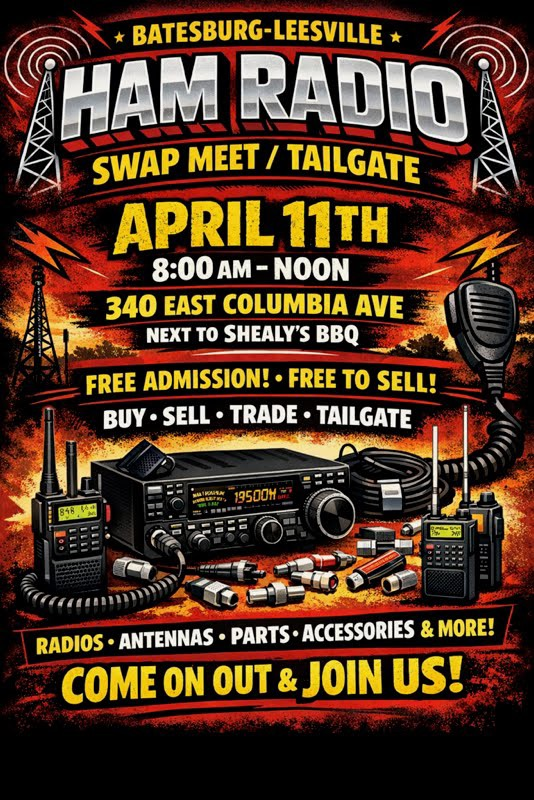 ★ BATESBURG-LEESVILLE ★
HAM RADIO
SWAP MEET / TAILGATE
APRIL 11TH
8:00 AM – NOON
340 EAST COLUMBIA AVE
NEXT TO SHEALY'S BBQ
FREE ADMISSION! • FREE TO SELL!
BUY • SELL • TRADE • TAILGATE
19500M
RADIOS • ANTENNAS • PARTS • ACCESSORIES & MORE!
COME ON OUT & JOIN US!